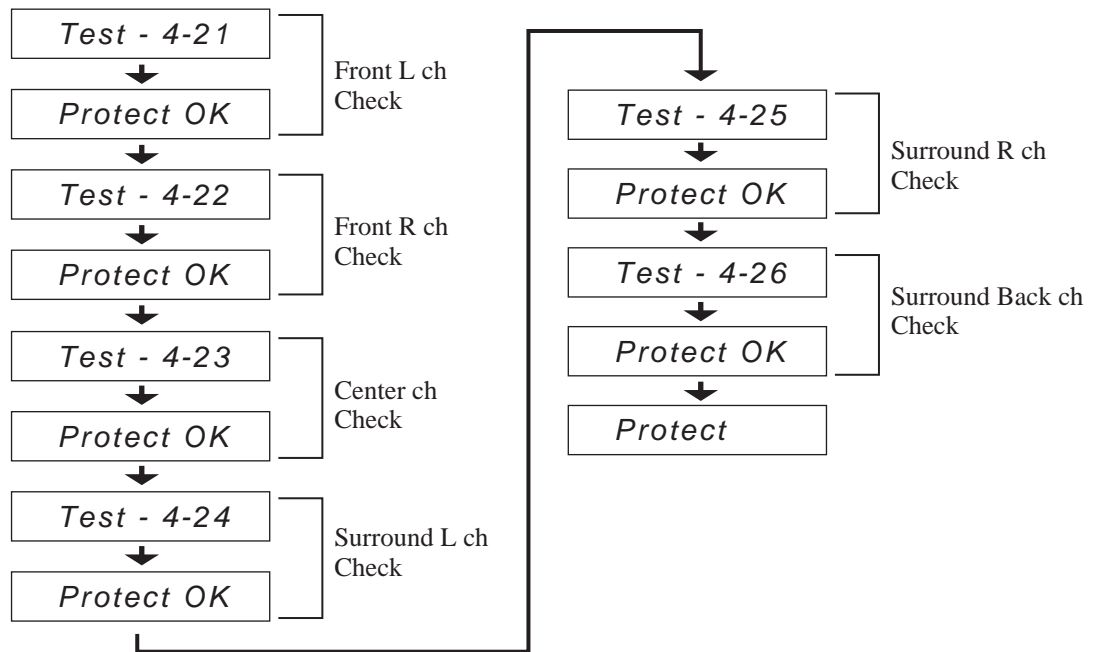 Test - 4-21
Protect OK
Front L ch
Check
Test - 4-22
Protect OK
Front R ch
Check
Test - 4-23
Protect OK
Center ch
Check
Test - 4-24
Protect OK
Surround L ch
Check
Test - 4-25
Protect OK
Surround R ch
Check
Test - 4-26
Protect OK
Surround Back ch
Check
Protect